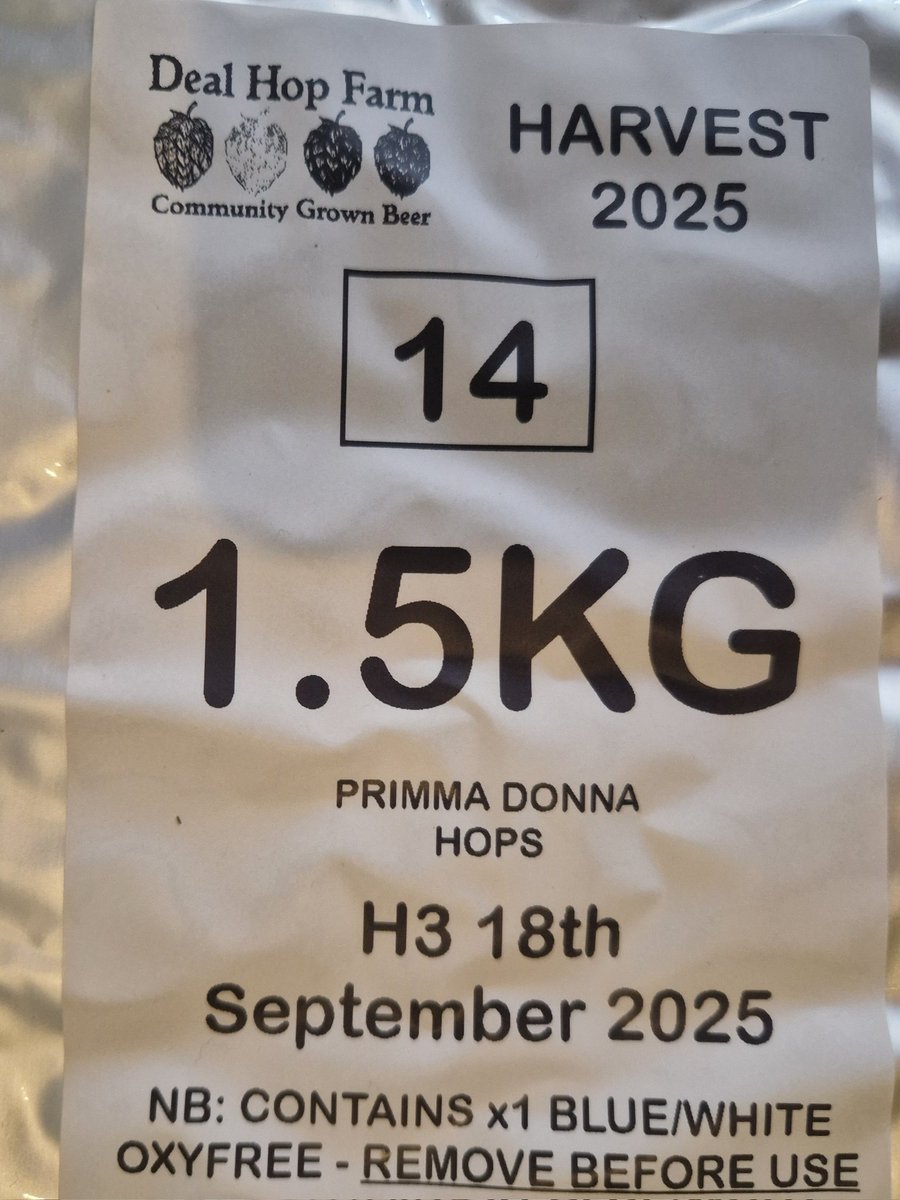 Deal Hop Farm
Community Grown Beer
HARVEST
2025
14
1.5KG
PRIMMA DONNA
HOPS
H3 18th
September 2025
NB: CONTAINS x1 BLUE/WHITE
OXYFREE - REMOVE BEFORE USE